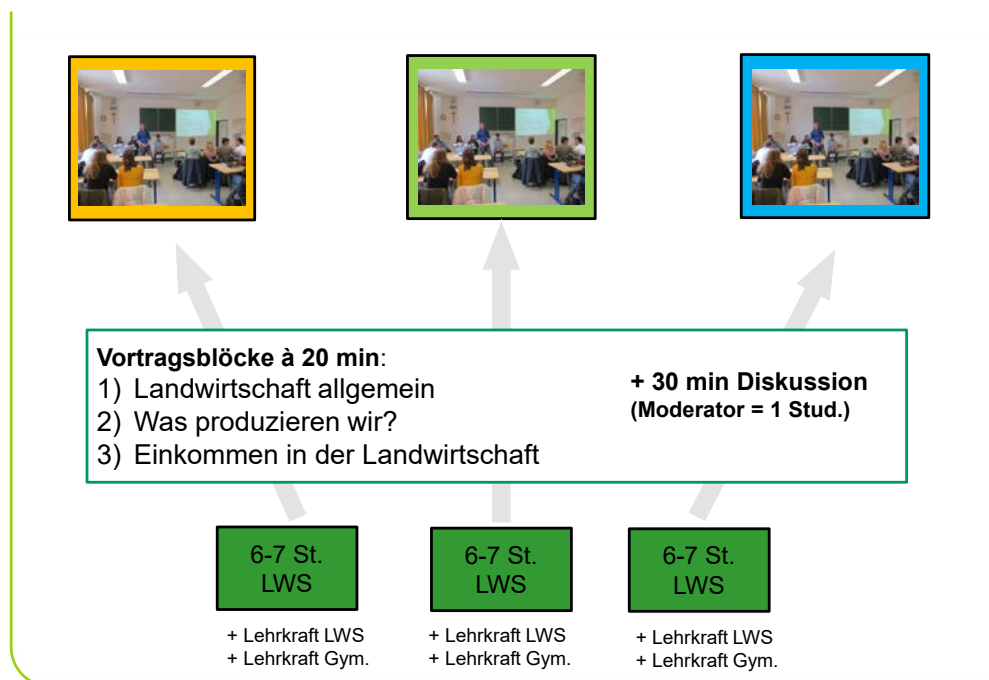 Vortragsblöcke à 20 min:
1) Landwirtschaft allgemein
2) Was produzieren wir?
3) Einkommen in der Landwirtschaft
+ 30 min Diskussion
(Moderator = 1 Stud.)
6-7 St.
LWS
6-7 St.
LWS
6-7 St.
LWS
+ Lehrkraft LWS
+ Lehrkraft Gym.
+ Lehrkraft LWS
+ Lehrkraft Gym.
+ Lehrkraft LWS
+ Lehrkraft Gym.